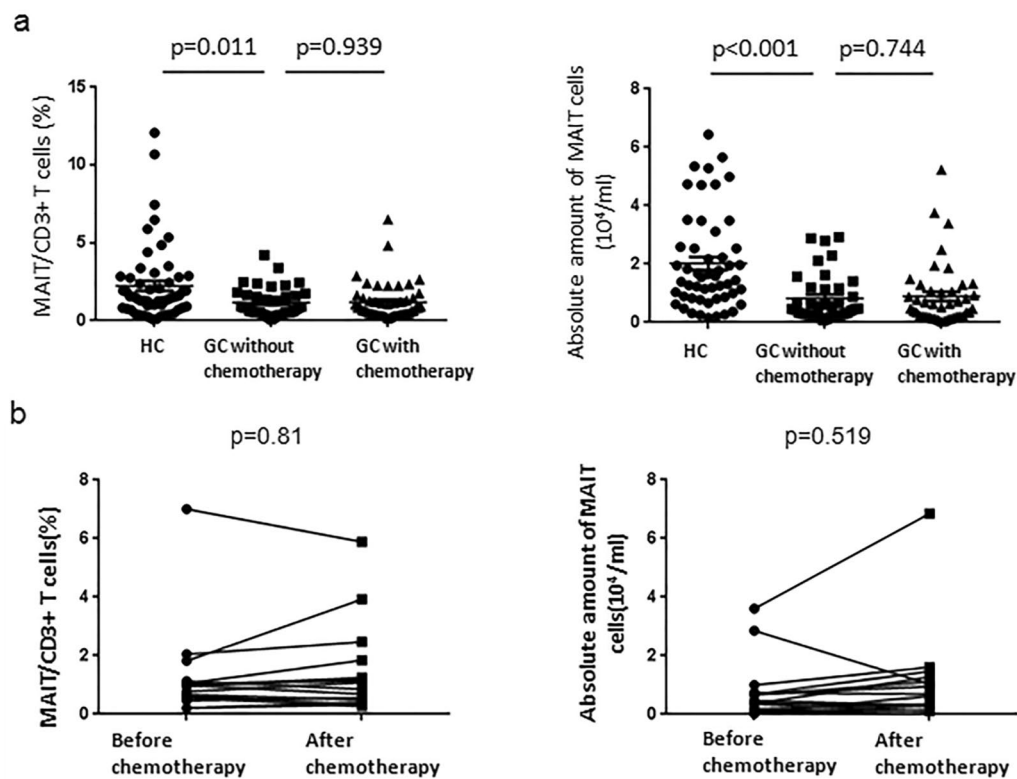 a
p=0.011
p=0.939
MAIT/CD3+ T cells (%)
15
10
5
0
HC
GC without
chemotherapy
GC with
chemotherapy
p<0.001
p=0.744
Absolute amount of MAIT cells
(10⁴/ml)
8
6
4
2
0
HC
GC without
chemotherapy
GC with
chemotherapy
b
p=0.81
MAIT/CD3+ T cells(%)
8
6
4
2
0
Before
chemotherapy
After
chemotherapy
p=0.519
Absolute amount of MAIT
cells(10⁴/ml)
8
6
4
2
0
Before
chemotherapy
After
chemotherapy